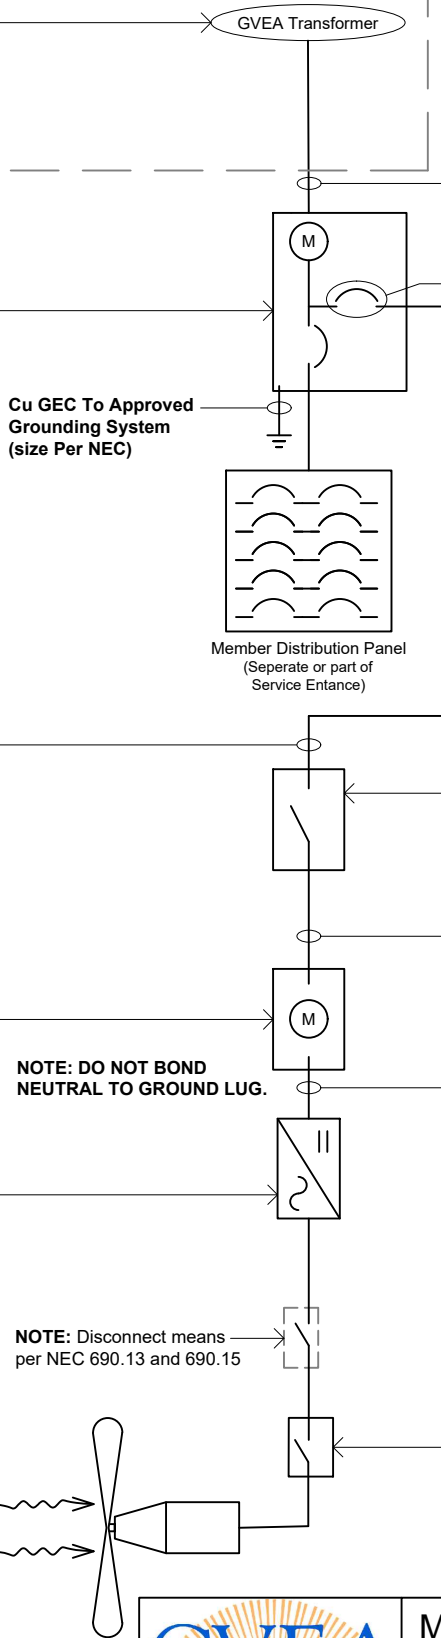 GVEA Transformer
M
Cu GEC To Approved
Grounding System
(size Per NEC)
Member Distribution Panel
(Seperate or part of
Service Entance)
M
NOTE: DO NOT BOND
NEUTRAL TO GROUND LUG.
NOTE: Disconnect means
per NEC 690.13 and 690.15
GVEA
M